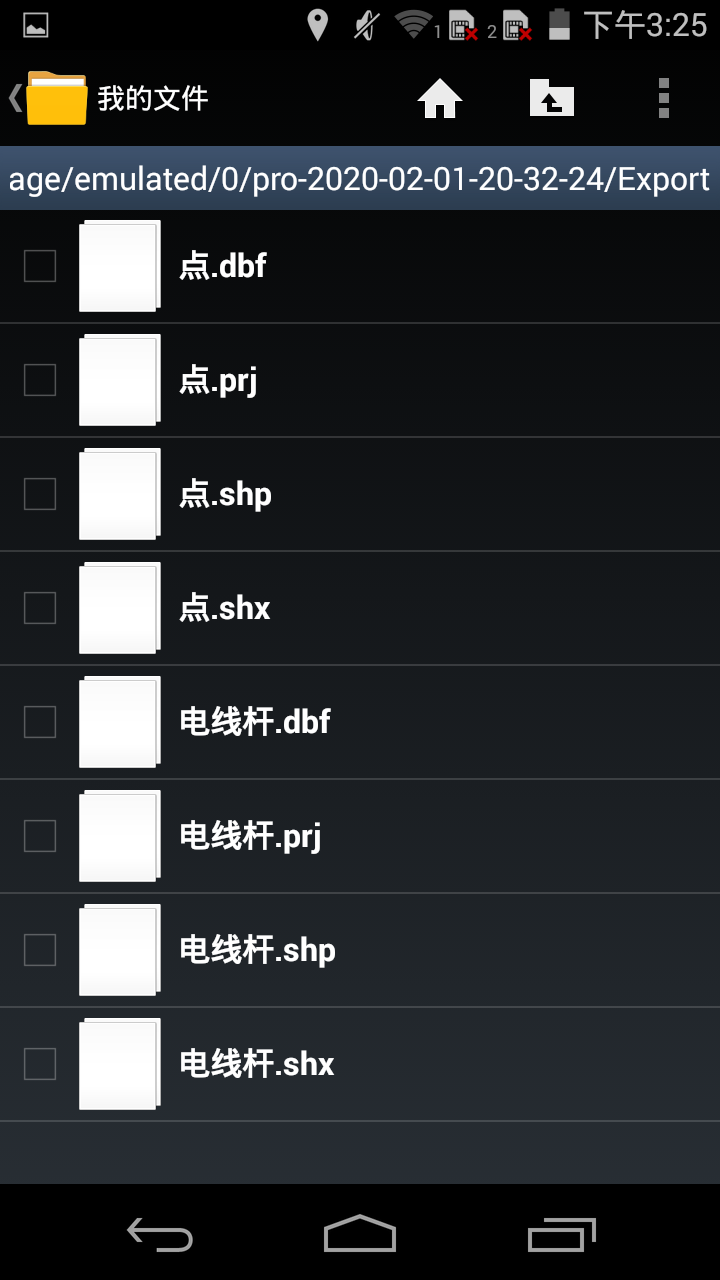 1 2 下午3:25
我的文件
age/emulated/0/pro-2020-02-01-20-32-24/Export
点.dbf
点.prj
点.shp
点.shx
电线杆.dbf
电线杆.prj
电线杆.shp
电线杆.shx